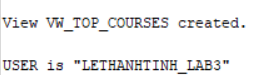 View VW_TOP_COURSES created.
USER is "LETHANHTINH_LAB3"